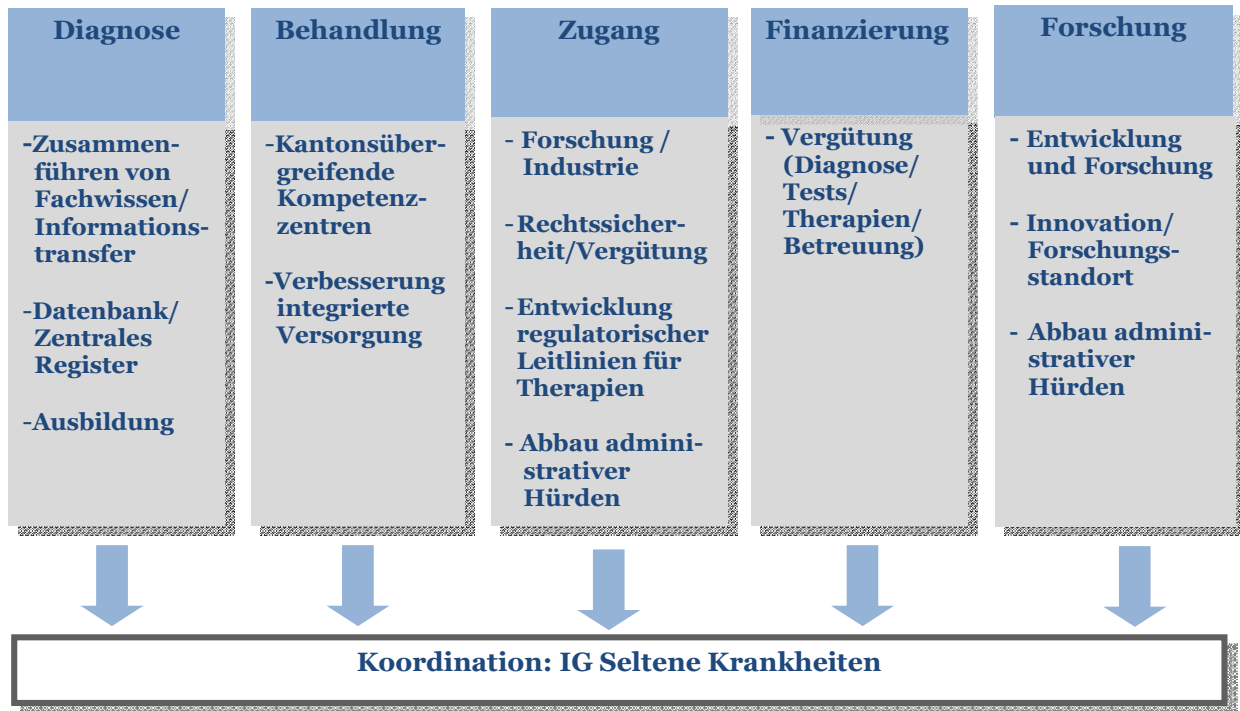 Diagnose
-Zusammen-
führen von
Fachwissen/
Informations-
transfer
-Datenbank/
Zentrales
Register
-Ausbildung
Behandlung
-Kantonsüber-
greifende
Kompetenz-
zentren
-Verbesserung
integrierte
Versorgung
Zugang
- Forschung /
Industrie
- Rechtssicher-
heit/Vergütung
- Entwicklung
regulatorischer
Leitlinien für
Therapien
- Abbau admini-
strativer
Hürden
Finanzierung
- Vergütung
(Diagnose/
Tests/
Therapien/
Betreuung)
Forschung
- Entwicklung
und Forschung
- Innovation/
Forschungs-
standort
- Abbau admini-
strativer
Hürden
Koordination: IG Seltene Krankheiten